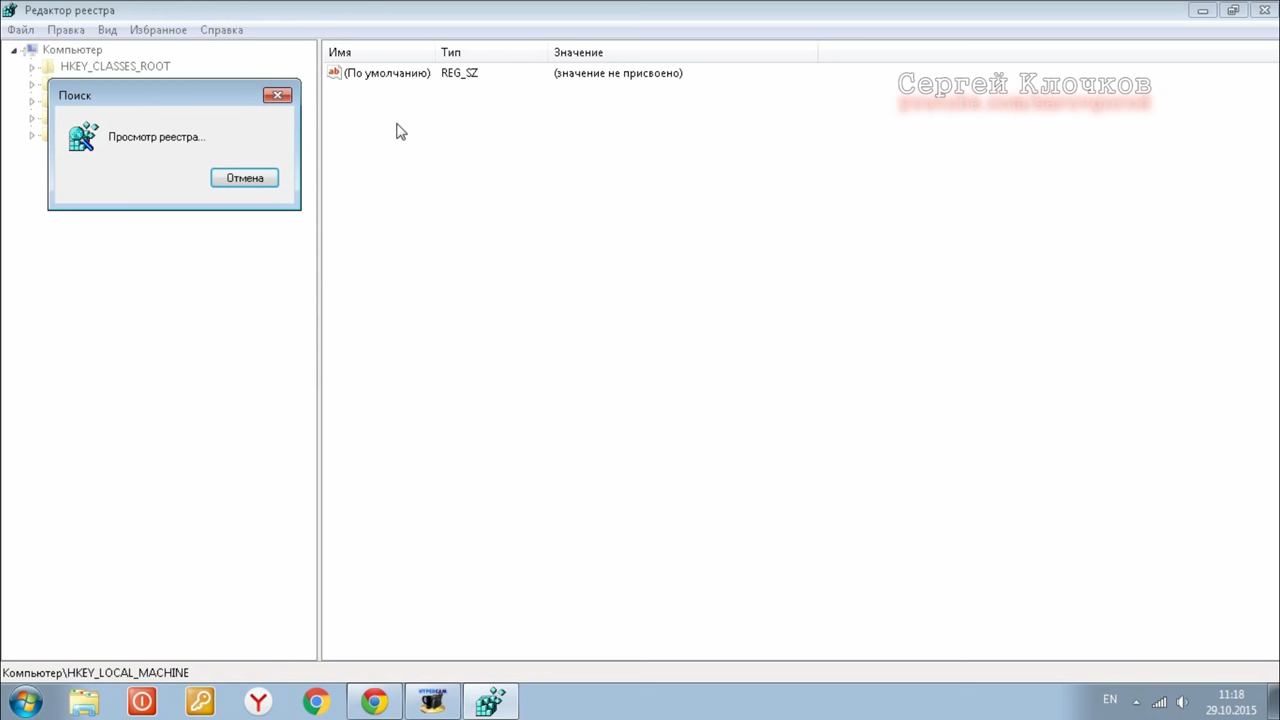 Редактор реестра
Файл Правка Вид Избранное Справка
Компьютер
HKEY_CLASSES_ROOT
Поиск
Просмотр реестра...
Отмена
Имя Тип Значение
(По умолчанию) REG_SZ (значение не присвоено)
Сергей Клочков
Компьютер\HKEY_LOCAL_MACHINE
HYPERCAM
EN
11:18
29.10.2015